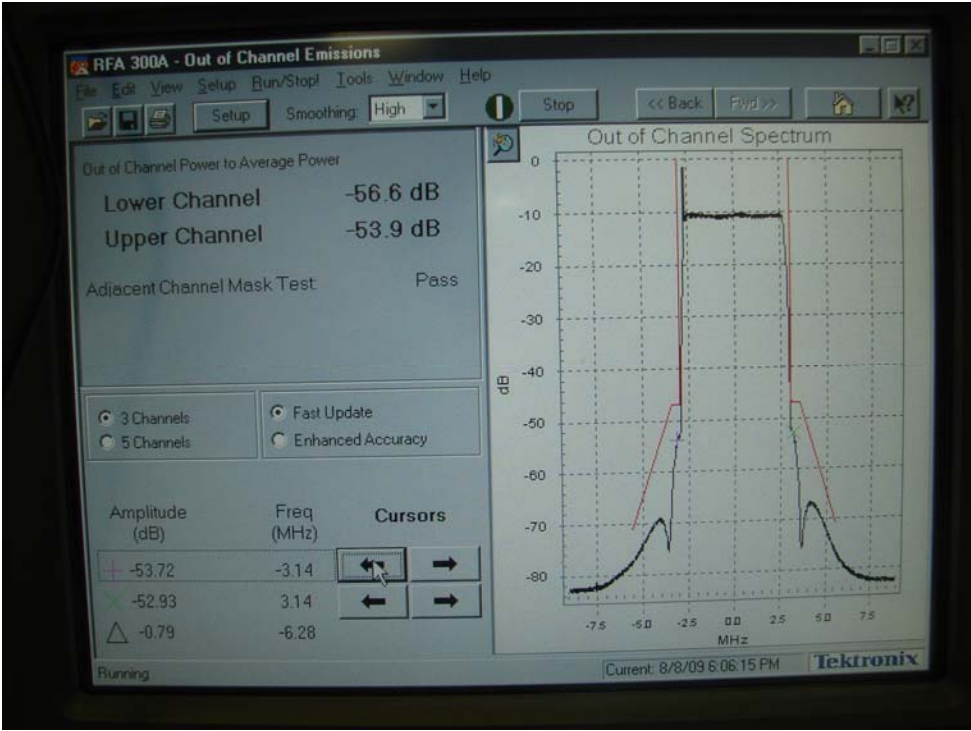 RFA 300A - Out of Channel Emissions
File Edit View Setup Run/Stop! Tools Window Help
Setup Smoothing: High Stop << Back Fwd >>
Out of Channel Power to Average Power
Lower Channel -56.6 dB
Upper Channel -53.9 dB
Adjacent Channel Mask Test: Pass
3 Channels
5 Channels
Fast Update
Enhanced Accuracy
Amplitude (dB) Freq (MHz) Cursors
-53.72 -3.14
-52.93 3.14
-0.79 -6.28
Running
Out of Channel Spectrum
0
-10
-20
-30
-40
-50
-60
-70
-80
dB
-7.5 -5.0 -2.5 0.0 2.5 5.0 7.5
MHz
Current: 8/8/09 6:06:15 PM
Tektronix